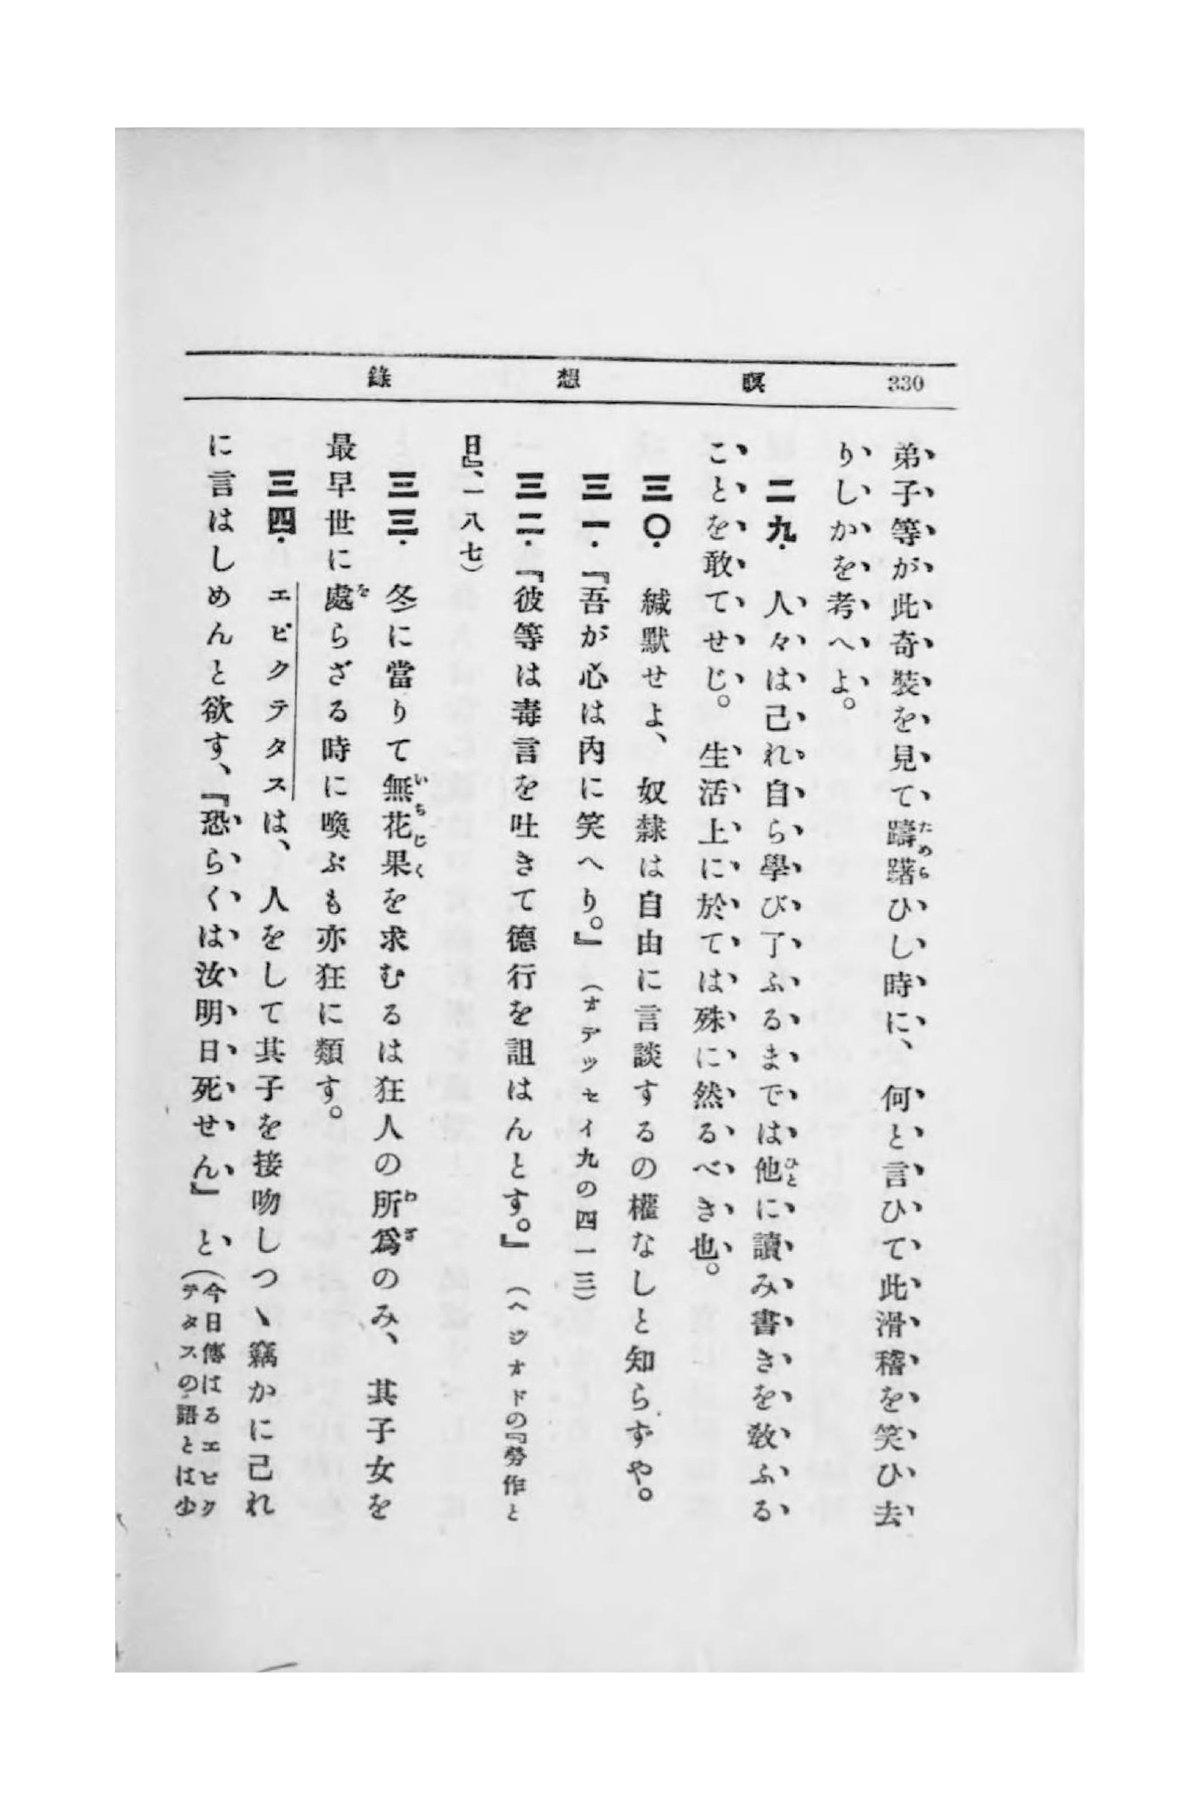 330 瞑想錄
弟子等が此奇裝を見て躊躇ひし時に、何と言ひて此滑稽を笑ひ去
りしかを考へよ。
二九・人々は己れ自ら學び了ふるまでは他に讀み書きを敎ふる
ことを敢てせじ。生活上に於ては殊に然るべき也。
三〇・緘默せよ、奴隸は自由に言談するの權なしと知らずや。
三一・『吾が心は內に笑へり。』(オデッセイ九の四一三)
三二・『彼等は毒言を吐きて德行を詛はんとす。』(ヘジオドの『勞作と
日』、一八七)
三三・冬に當りて無花果を求むるは狂人の所爲のみ、其子女を
最早世に處らざる時に喚ぶも亦狂に類す。
三四・エピクテタスは、人をして其子を接吻しつゝ竊かに己れ
に言はしめんと欲す、『恐らくは汝明日死せん』と(今日傳はるエピク
テタスの語とは少